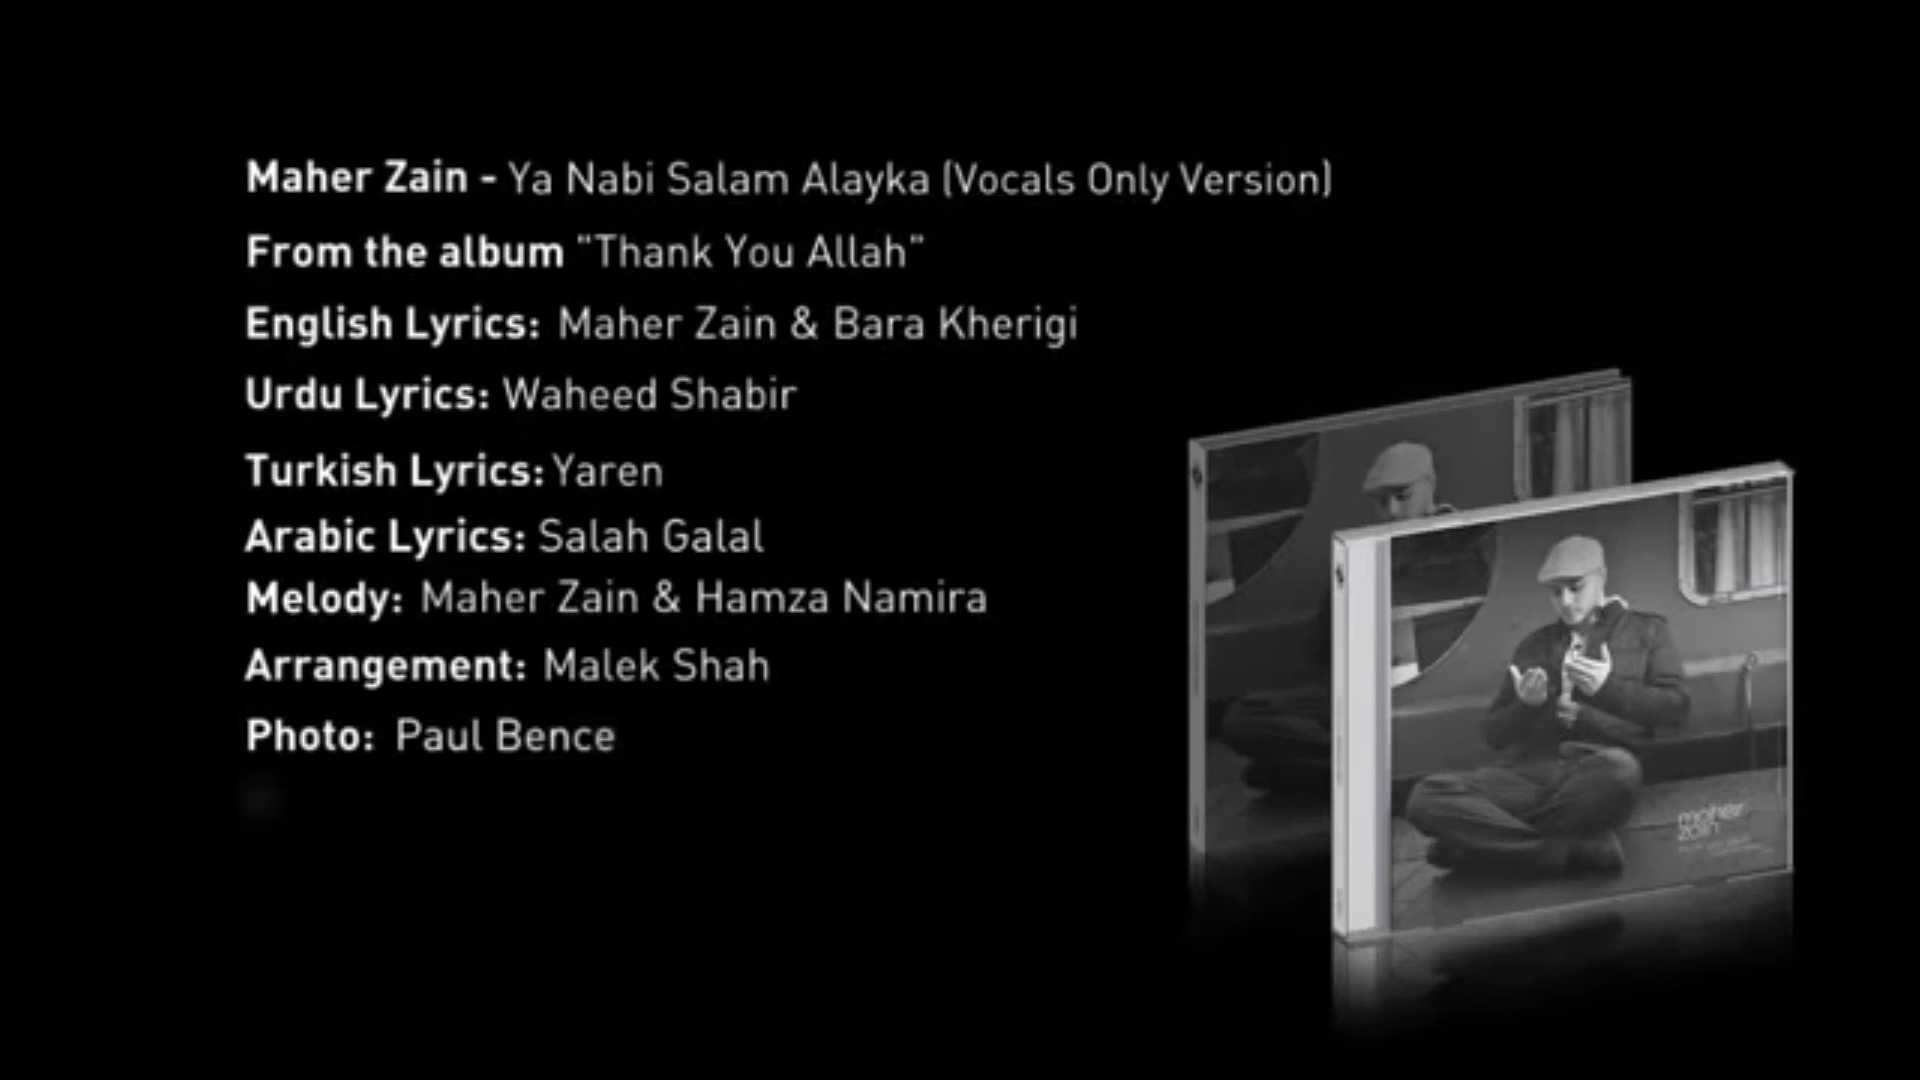 Maher Zain - Ya Nabi Salam Alayka (Vocals Only Version)
From the album "Thank You Allah"
English Lyrics: Maher Zain & Bara Kherigi
Urdu Lyrics: Waheed Shabir
Turkish Lyrics: Yaren
Arabic Lyrics: Salah Galal
Melody: Maher Zain & Hamza Namira
Arrangement: Malek Shah
Photo: Paul Bence
maher
zain